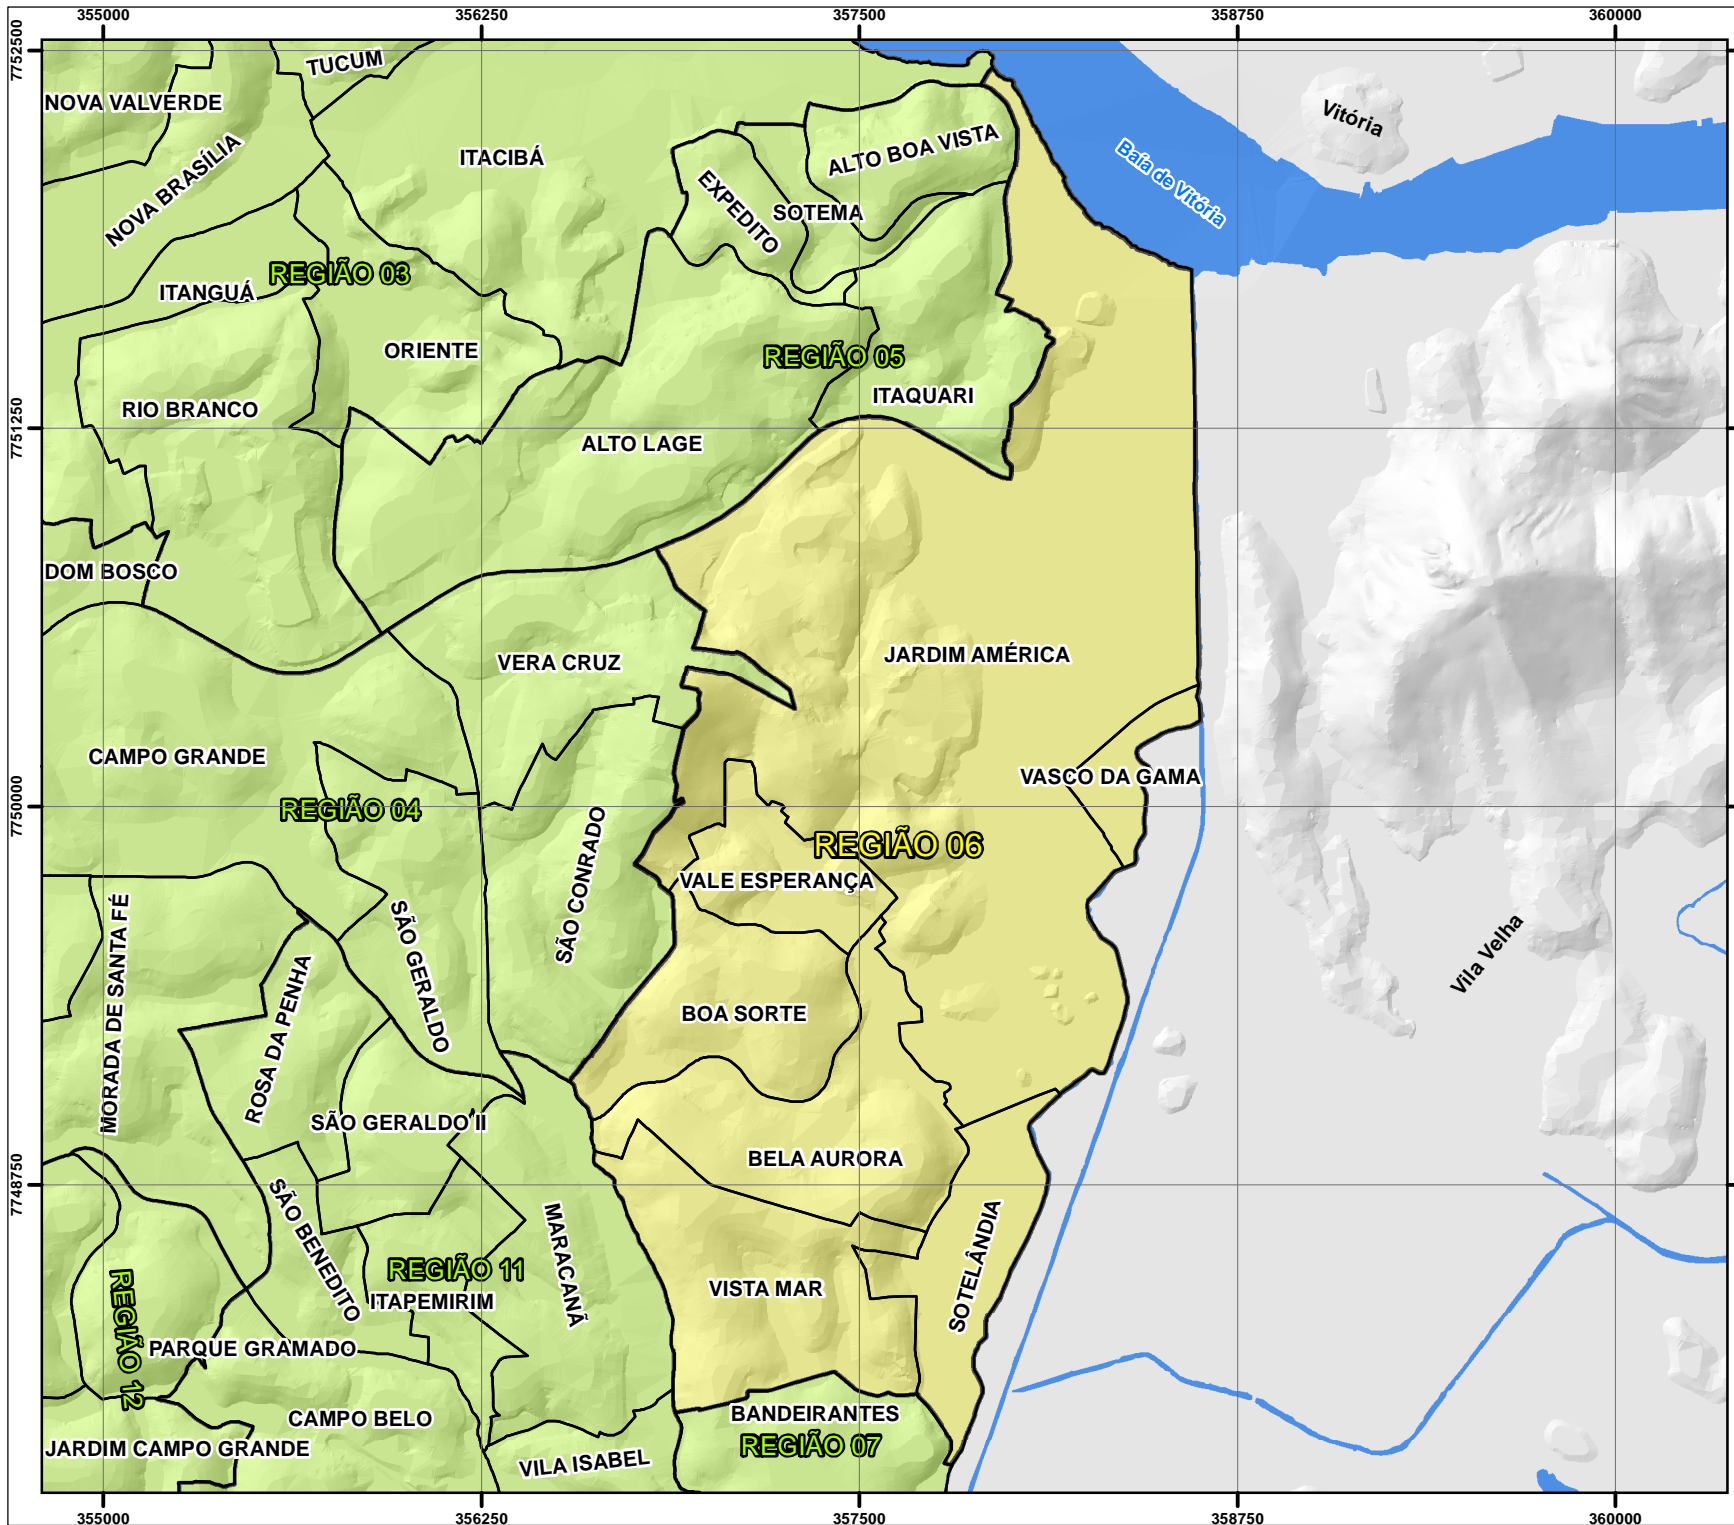 355000
356250
357500
358750
360000
7752500
7751250
7750000
7748750
TUCUM
NOVA VALVERDE
NOVA BRASÍLIA
ITACIBÁ
ALTO BOA VISTA
EXPEDITO
SOTEMA
Vitória
Baía de Vitória
REGIÃO 03
ITANGUÁ
ORIENTE
REGIÃO 05
ITAQUARI
RIO BRANCO
ALTO LAGE
DOM BOSCO
VERA CRUZ
JARDIM AMÉRICA
CAMPO GRANDE
VASCO DA GAMA
REGIÃO 04
REGIÃO 06
SÃO CONRADO
VALE ESPERANÇA
MORADA DE SANTA FÉ
SÃO GERALDO
ROSA DA PENHA
Vila Velha
BOA SORTE
SÃO GERALDO II
BELA AURORA
SÃO BENEDITO
MARACANÃ
SOTELÂNDIA
REGIÃO 11
ITAPEMIRIM
VISTA MAR
REGIÃO 12
PARQUE GRAMADO
CAMPO BELO
BANDEIRANTES
REGIÃO 07
JARDIM CAMPO GRANDE
VILA ISABEL
355000
356250
357500
358750
360000